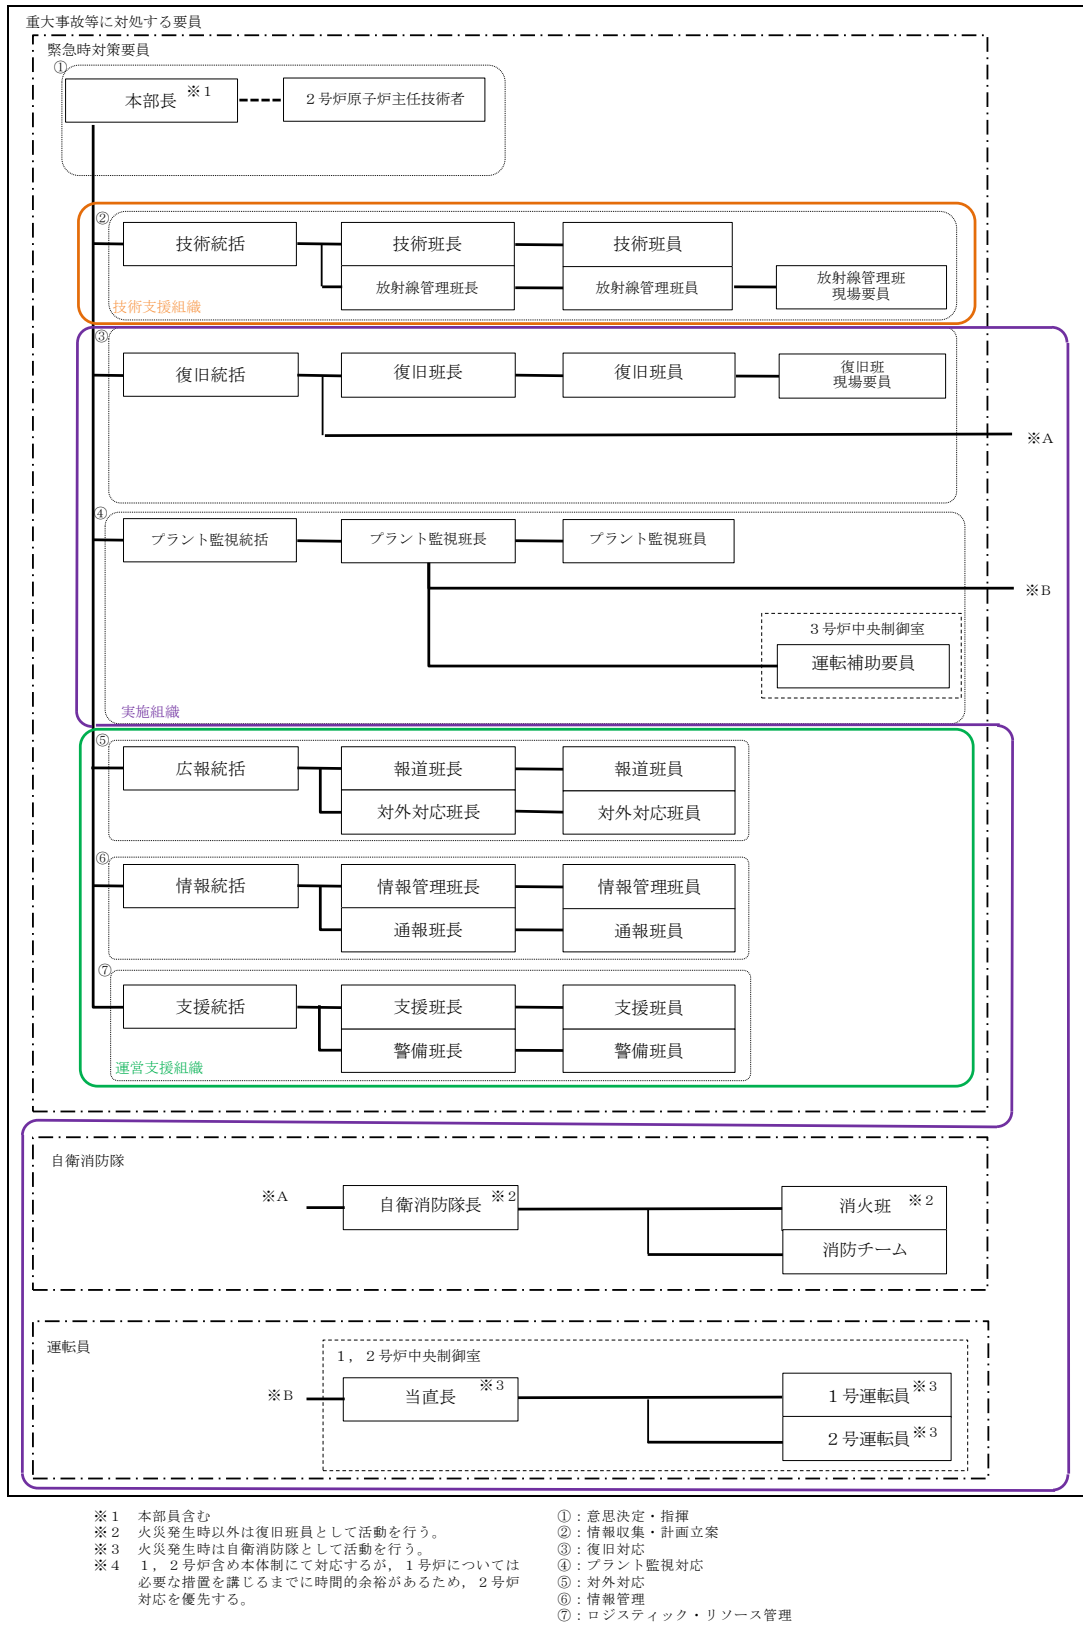 重大事故等に対処する要員
緊急時対策要員
①
本部長 ※1
2号炉原子炉主任技術者
②
技術統括
技術班長
技術班員
放射線管理班長
放射線管理班員
放射線管理班
現場要員
技術支援組織
③
復旧統括
復旧班長
復旧班員
復旧班
現場要員
※A
④
プラント監視統括
プラント監視班長
プラント監視班員
※B
3号炉中央制御室
運転補助要員
実施組織
⑤
広報統括
報道班長
報道班員
対外対応班長
対外対応班員
⑥
情報統括
情報管理班長
情報管理班員
通報班長
通報班員
⑦
支援統括
支援班長
支援班員
警備班長
警備班員
運営支援組織
自衛消防隊
※A
自衛消防隊長 ※2
消火班 ※2
消防チーム
運転員
1，2号炉中央制御室
※B
当直長 ※3
1号運転員※3
2号運転員※3
※1 本部員含む
※2 火災発生時以外は復旧班員として活動を行う。
※3 火災発生時は自衛消防隊として活動を行う。
※4 1，2号炉含め本体制にて対応するが，1号炉については
必要な措置を講じるまでに時間的余裕があるため，2号炉
対応を優先する。
①：意思決定・指揮
②：情報収集・計画立案
③：復旧対応
④：プラント監視対応
⑤：対外対応
⑥：情報管理
⑦：ロジスティック・リソース管理